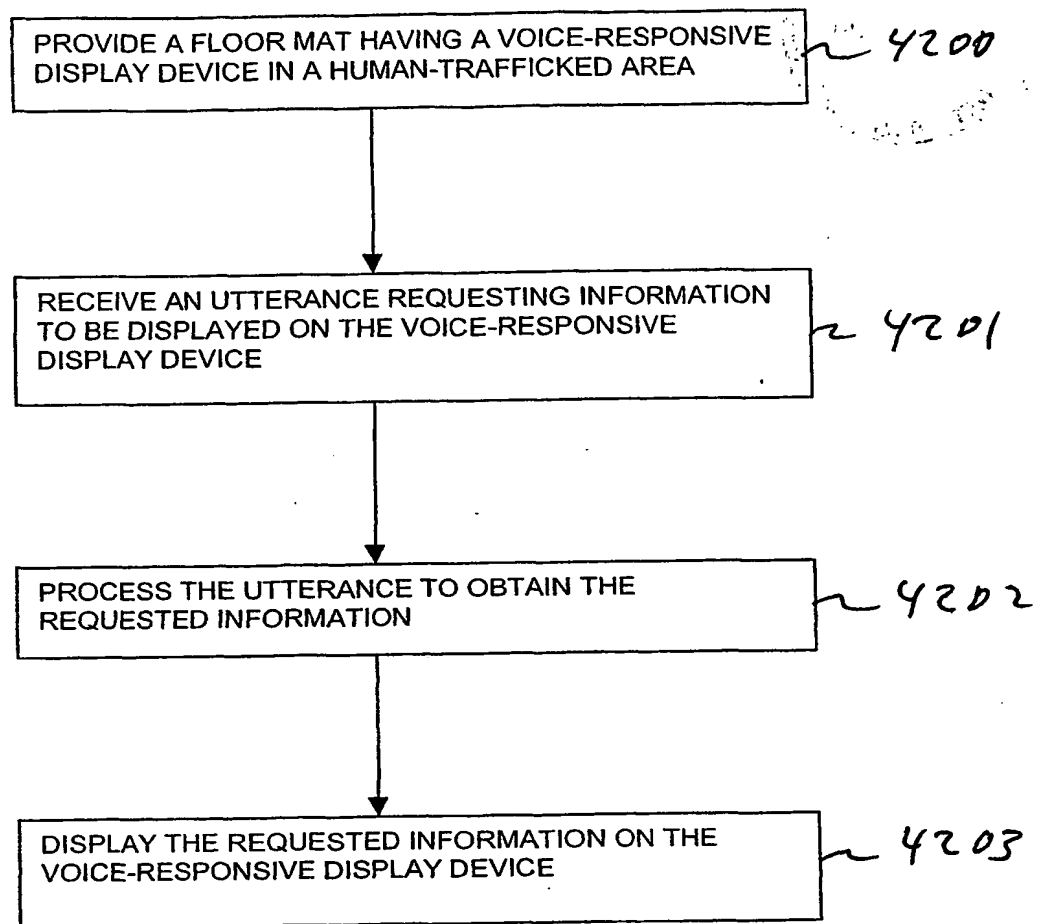 PROVIDE A FLOOR MAT HAVING A VOICE-RESPONSIVE
DISPLAY DEVICE IN A HUMAN-TRAFFICKED AREA
4200
RECEIVE AN UTTERANCE REQUESTING INFORMATION
TO BE DISPLAYED ON THE VOICE-RESPONSIVE
DISPLAY DEVICE
4201
PROCESS THE UTTERANCE TO OBTAIN THE
REQUESTED INFORMATION
4202
DISPLAY THE REQUESTED INFORMATION ON THE
VOICE-RESPONSIVE DISPLAY DEVICE
4203